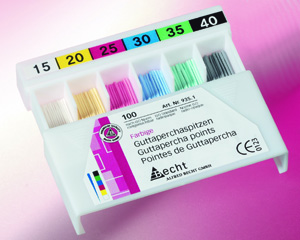 15 20 25 30 35 40
100
Art. Nr. 935.1
Farbige
Guttaperchaspitzen
Guttapercha points
Pointes de Guttapercha
becht
ALFRED BECHT GMBH
CE 0123